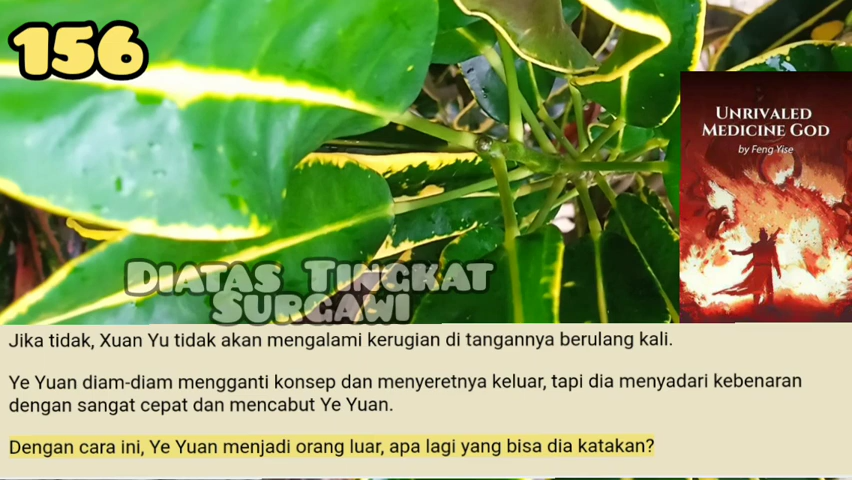 156
UNRIVALED
MEDICINE GOD
by Feng Yise
DIATAS TINGKAT
SURGAWI
Jika tidak, Xuan Yu tidak akan mengalami kerugian di tangannya berulang kali.
Ye Yuan diam-diam mengganti konsep dan menyeretnya keluar, tapi dia menyadari kebenaran
dengan sangat cepat dan mencabut Ye Yuan.
Dengan cara ini, Ye Yuan menjadi orang luar, apa lagi yang bisa dia katakan?